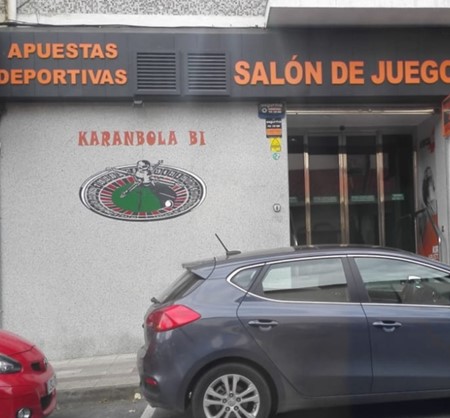 APUESTAS
DEPORTIVAS
SALÓN DE JUEGO
KARANBOLA BI